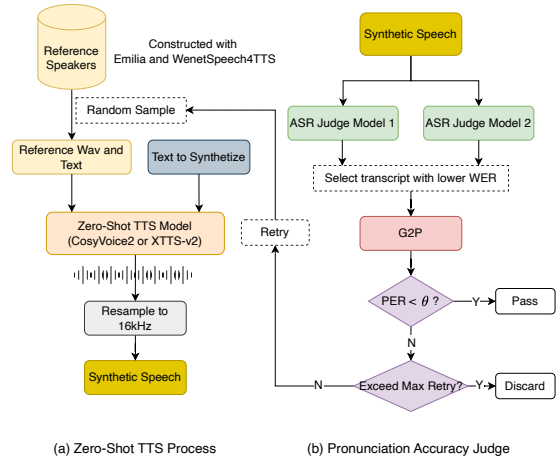 Reference
Speakers
Constructed with
Emilia and WenetSpeech4TTS
Random Sample
Reference Wav and
Text
Text to Synthetize
Zero-Shot TTS Model
(CosyVoice2 or XTTS-v2)
Resample to
16kHz
Synthetic Speech
(a) Zero-Shot TTS Process
Synthetic Speech
ASR Judge Model 1
ASR Judge Model 2
Select transcript with lower WER
G2P
Retry
PER < θ ?
Y
Pass
N
Exceed Max Retry?
N
Y
Discard
(b) Pronunciation Accuracy Judge